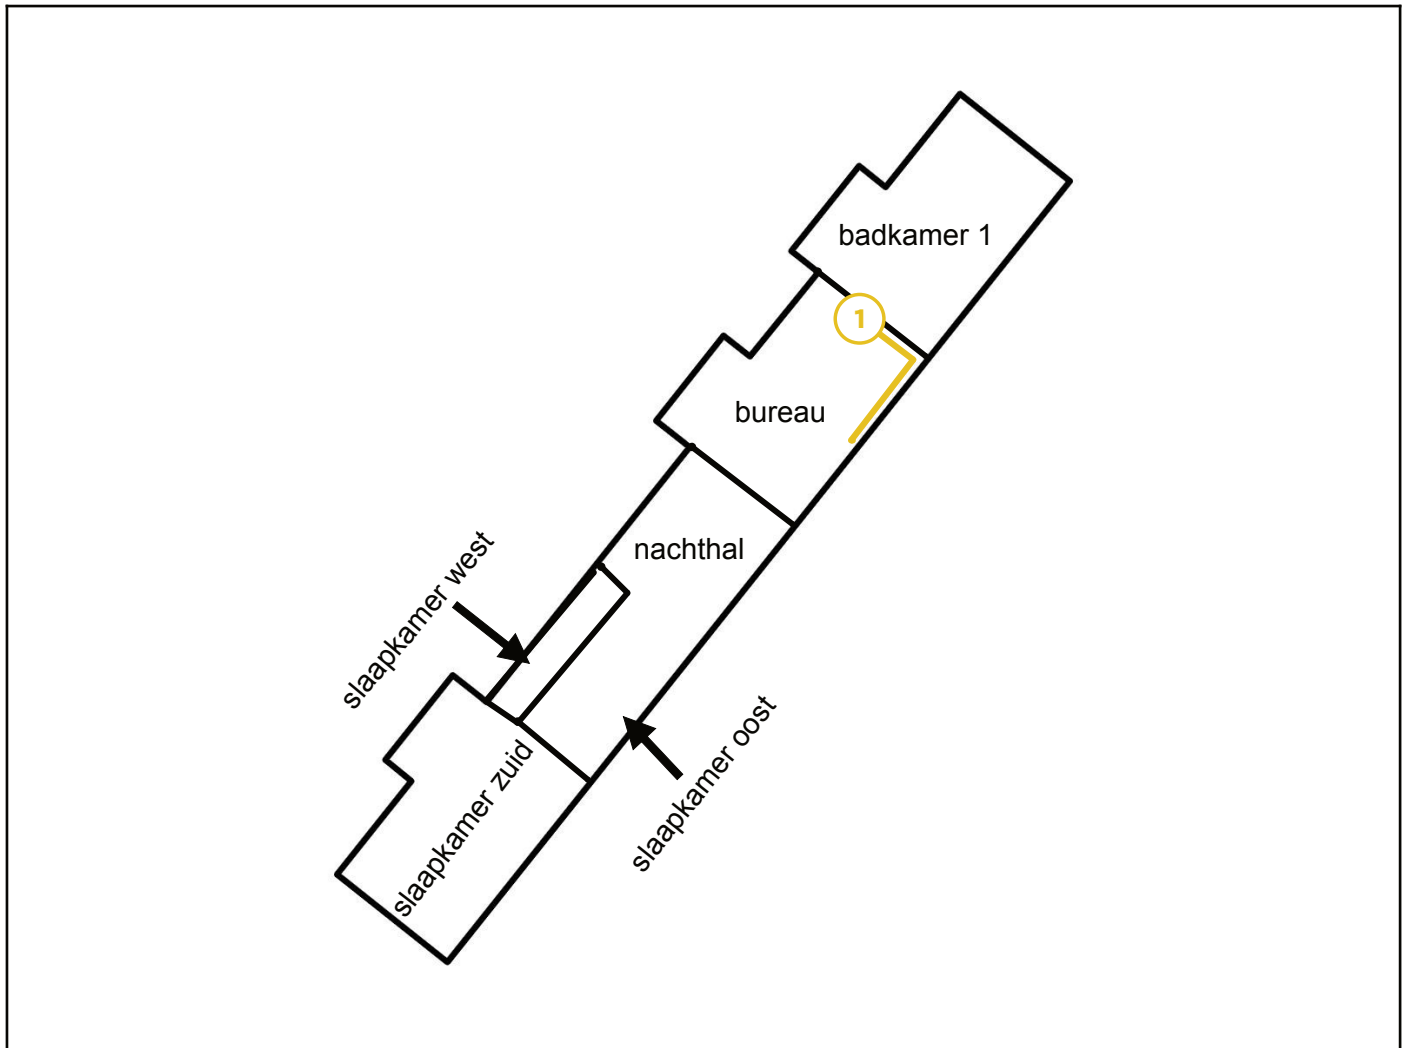 badkamer 1
1
bureau
nachthal
slaapkamer west
slaapkamer oost
slaapkamer zuid